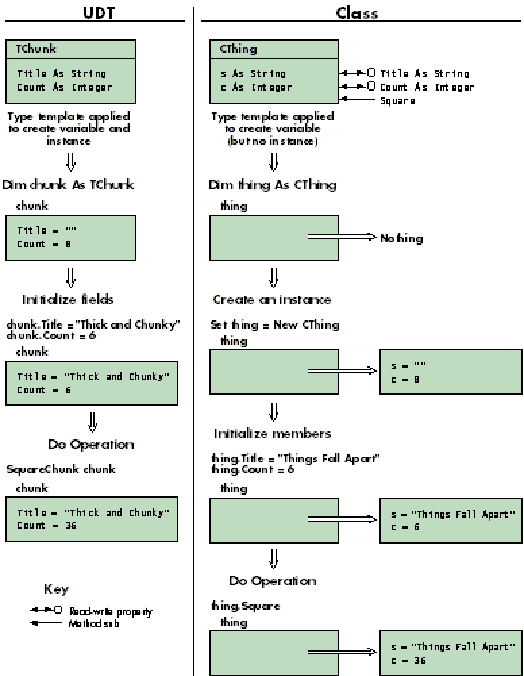 UDT
TChunk
Title As String
Count As Integer
Type template applied
to create variable and
instance
Dim chunk As TChunk
chunk
Title = ""
Count = 0
Initialize fields
chunk.Title = "Thick and Chunky"
chunk.Count = 6
chunk
Title = "Thick and Chunky"
Count = 6
Do Operation
SquareChunk chunk
chunk
Title = "Thick and Chunky"
Count = 36
Key
Read-write property
Method sub
Class
CThing
s As String
c As Integer
Title As String
Count As Integer
Square
Type template applied
to create variable
(but no instance)
Dim thing As CThing
thing
Nothing
Create an instance
Set thing = New CThing
thing
s = ""
c = 0
Initialize members
thing.Title = "Things Fall Apart"
thing.Count = 6
thing
s = "Things Fall Apart"
c = 6
Do Operation
thing.Square
thing
s = "Things Fall Apart"
c = 36